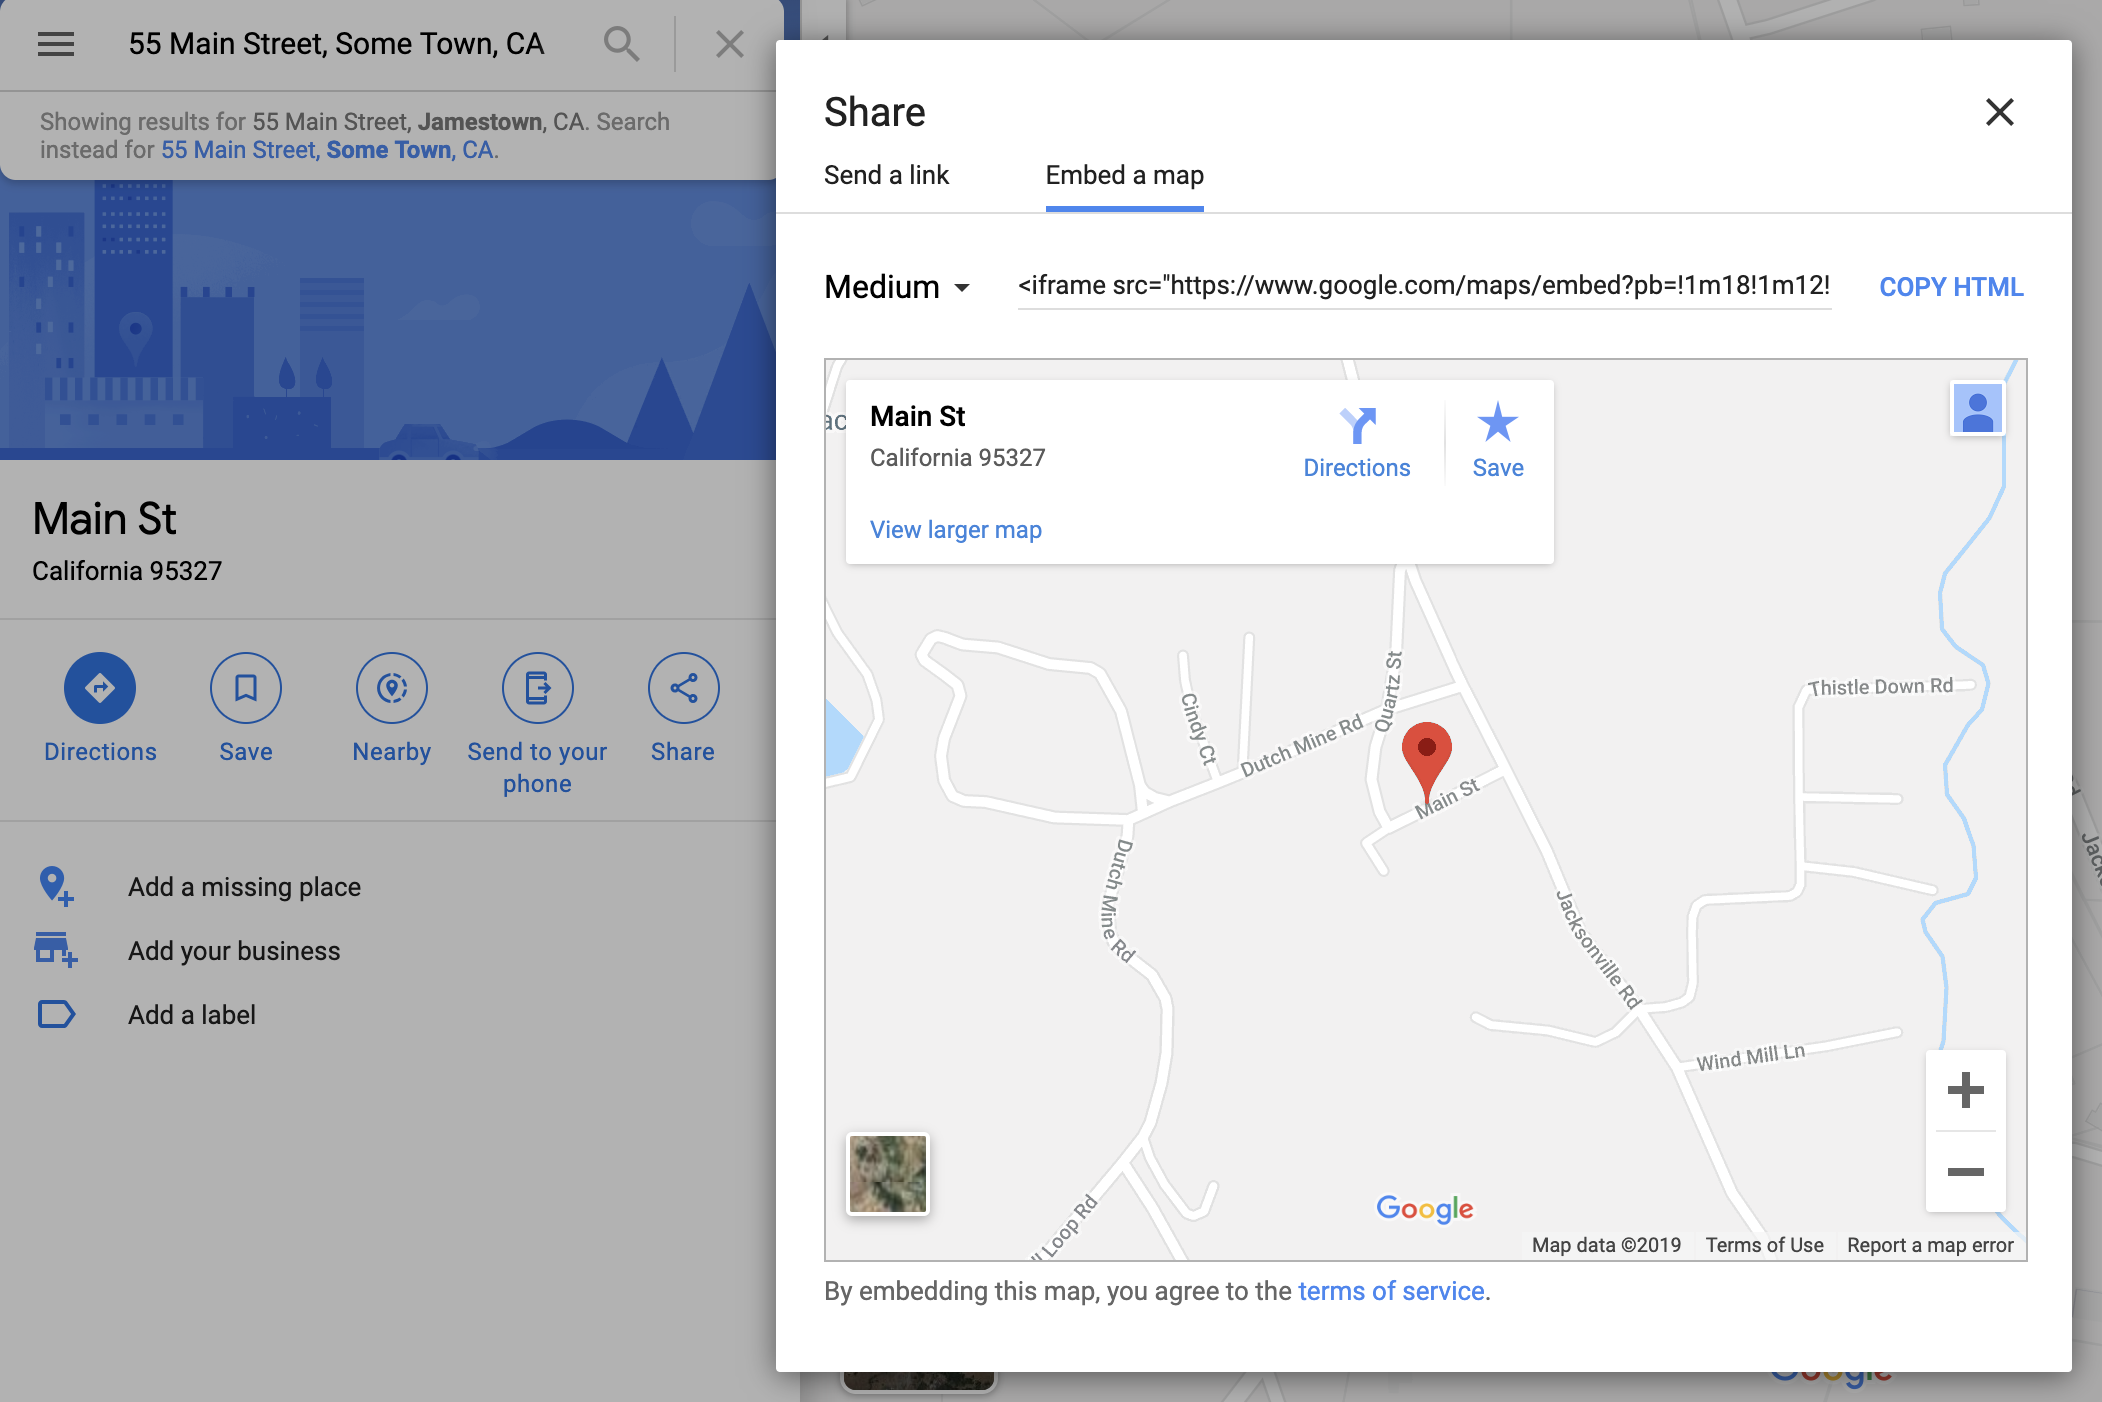 55 Main Street, Some Town, CA
Showing results for 55 Main Street, Jamestown, CA. Search
instead for 55 Main Street, Some Town, CA.
Main St
California 95327
Directions
Save
Nearby
Send to your
phone
Share
Add a missing place
Add your business
Add a label
Share
Send a link
Embed a map
Medium
<iframe src="https://www.google.com/maps/embed?pb=!1m18!1m12!
COPY HTML
Main St
California 95327
Directions
Save
View larger map
Quartz St
Cindy Ct
Dutch Mine Rd
Main St
Thistle Down Rd
Dutch Mine Rd
Jacksonville Rd
Wind Mill Ln
Loop Rd
Google
Map data ©2019
Terms of Use
Report a map error
By embedding this map, you agree to the terms of service.
Google